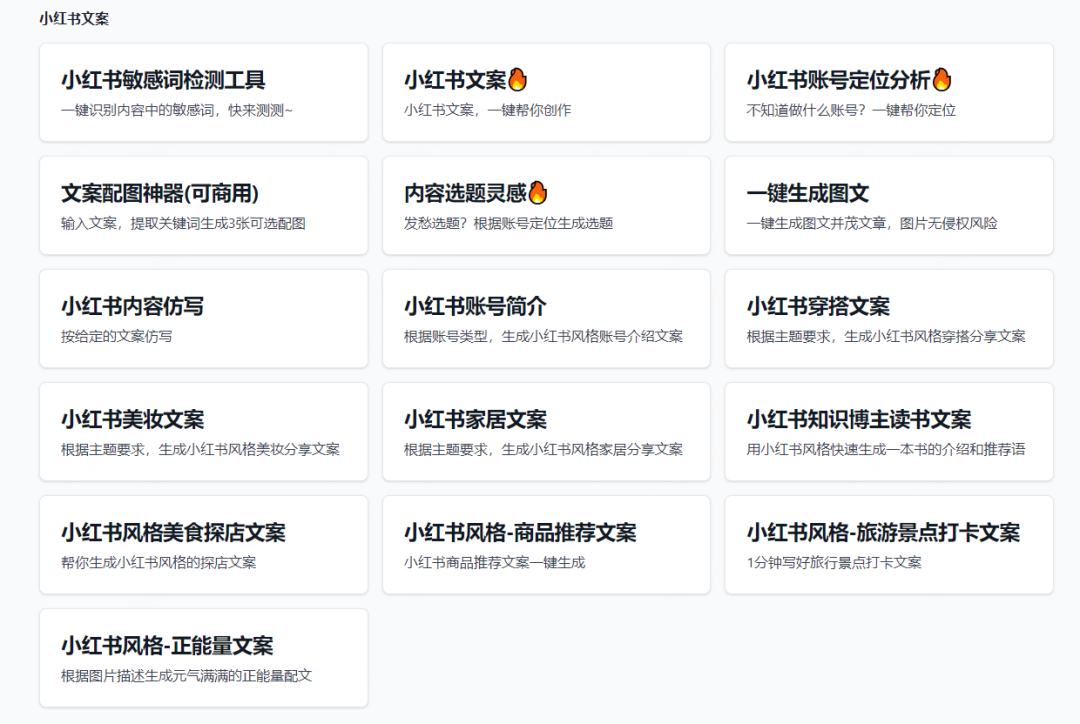 小红书文案
小红书敏感词检测工具
一键识别内容中的敏感词，快来测测~
小红书文案🔥
小红书文案，一键帮你创作
小红书账号定位分析🔥
不知道做什么账号？一键帮你定位
文案配图神器(可商用)
输入文案，提取关键词生成3张可选配图
内容选题灵感🔥
发愁选题？根据账号定位生成选题
一键生成图文
一键生成图文并茂文章，图片无侵权风险
小红书内容仿写
按给定的文案仿写
小红书账号简介
根据账号类型，生成小红书风格账号介绍文案
小红书穿搭文案
根据主题要求，生成小红书风格穿搭分享文案
小红书美妆文案
根据主题要求，生成小红书风格美妆分享文案
小红书家居文案
根据主题要求，生成小红书风格家居分享文案
小红书知识博主读书文案
用小红书风格快速生成一本书的介绍和推荐语
小红书风格美食探店文案
帮你生成小红书风格的探店文案
小红书风格-商品推荐文案
小红书商品推荐文案一键生成
小红书风格-旅游景点打卡文案
1分钟写好旅行景点打卡文案
小红书风格-正能量文案
根据图片描述生成元气满满的正能量配文